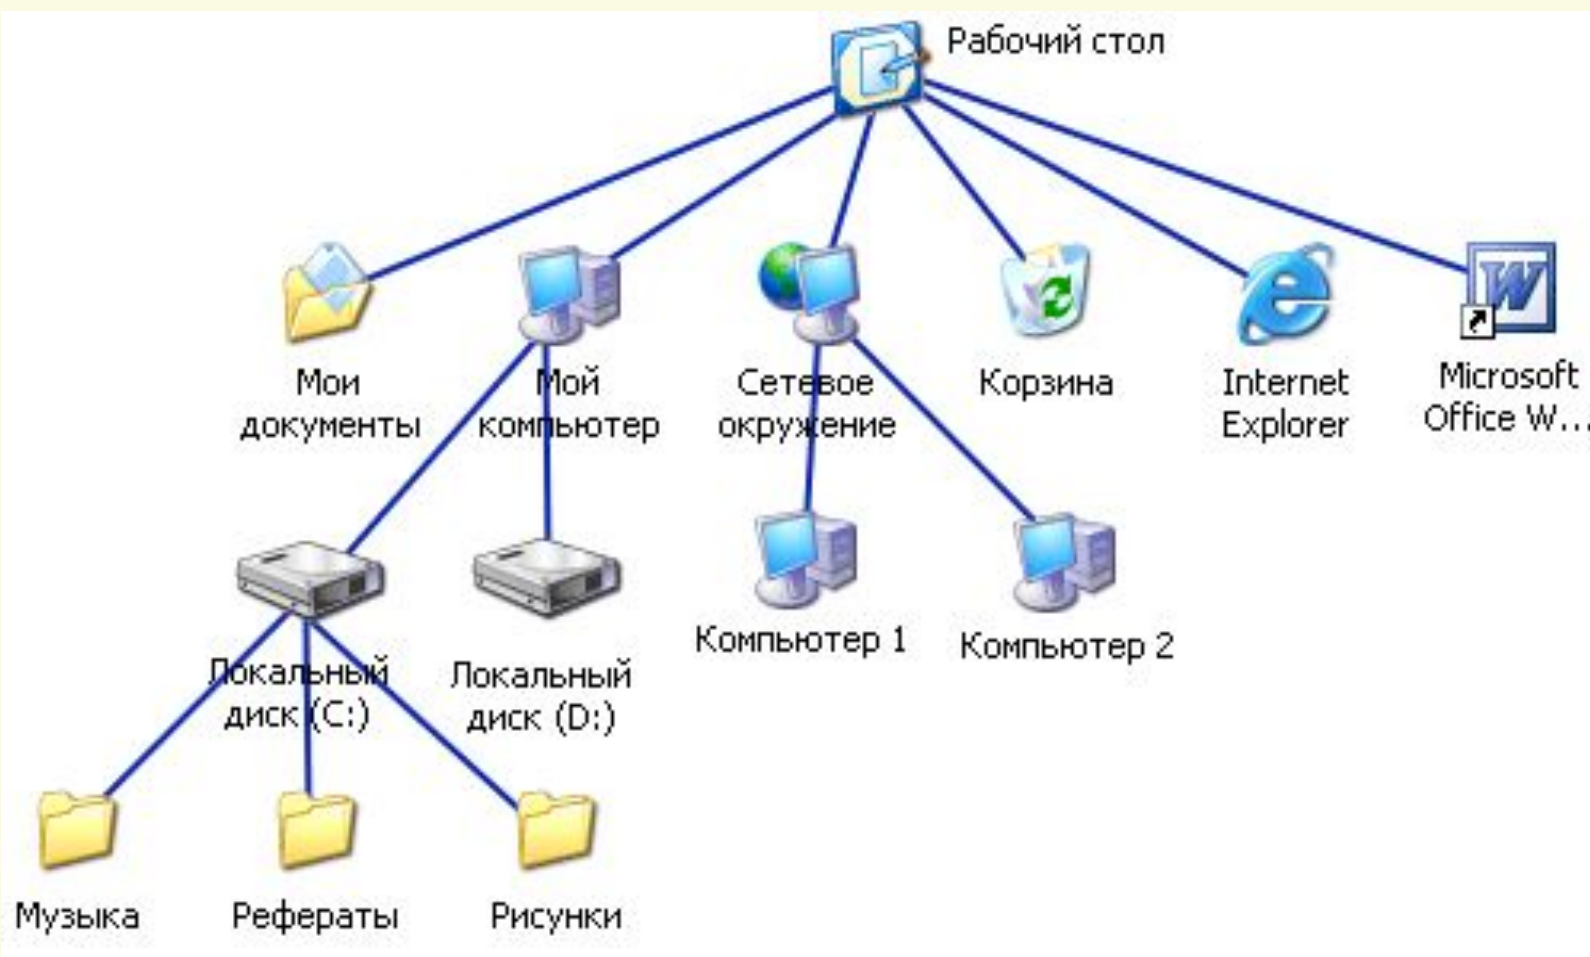 Рабочий стол
Мои
документы
Мой
компьютер
Сетевое
окружение
Корзина
Internet
Explorer
Microsoft
Office W...
Локальный
диск (C:)
Локальный
диск (D:)
Компьютер 1
Компьютер 2
Музыка
Рефераты
Рисунки